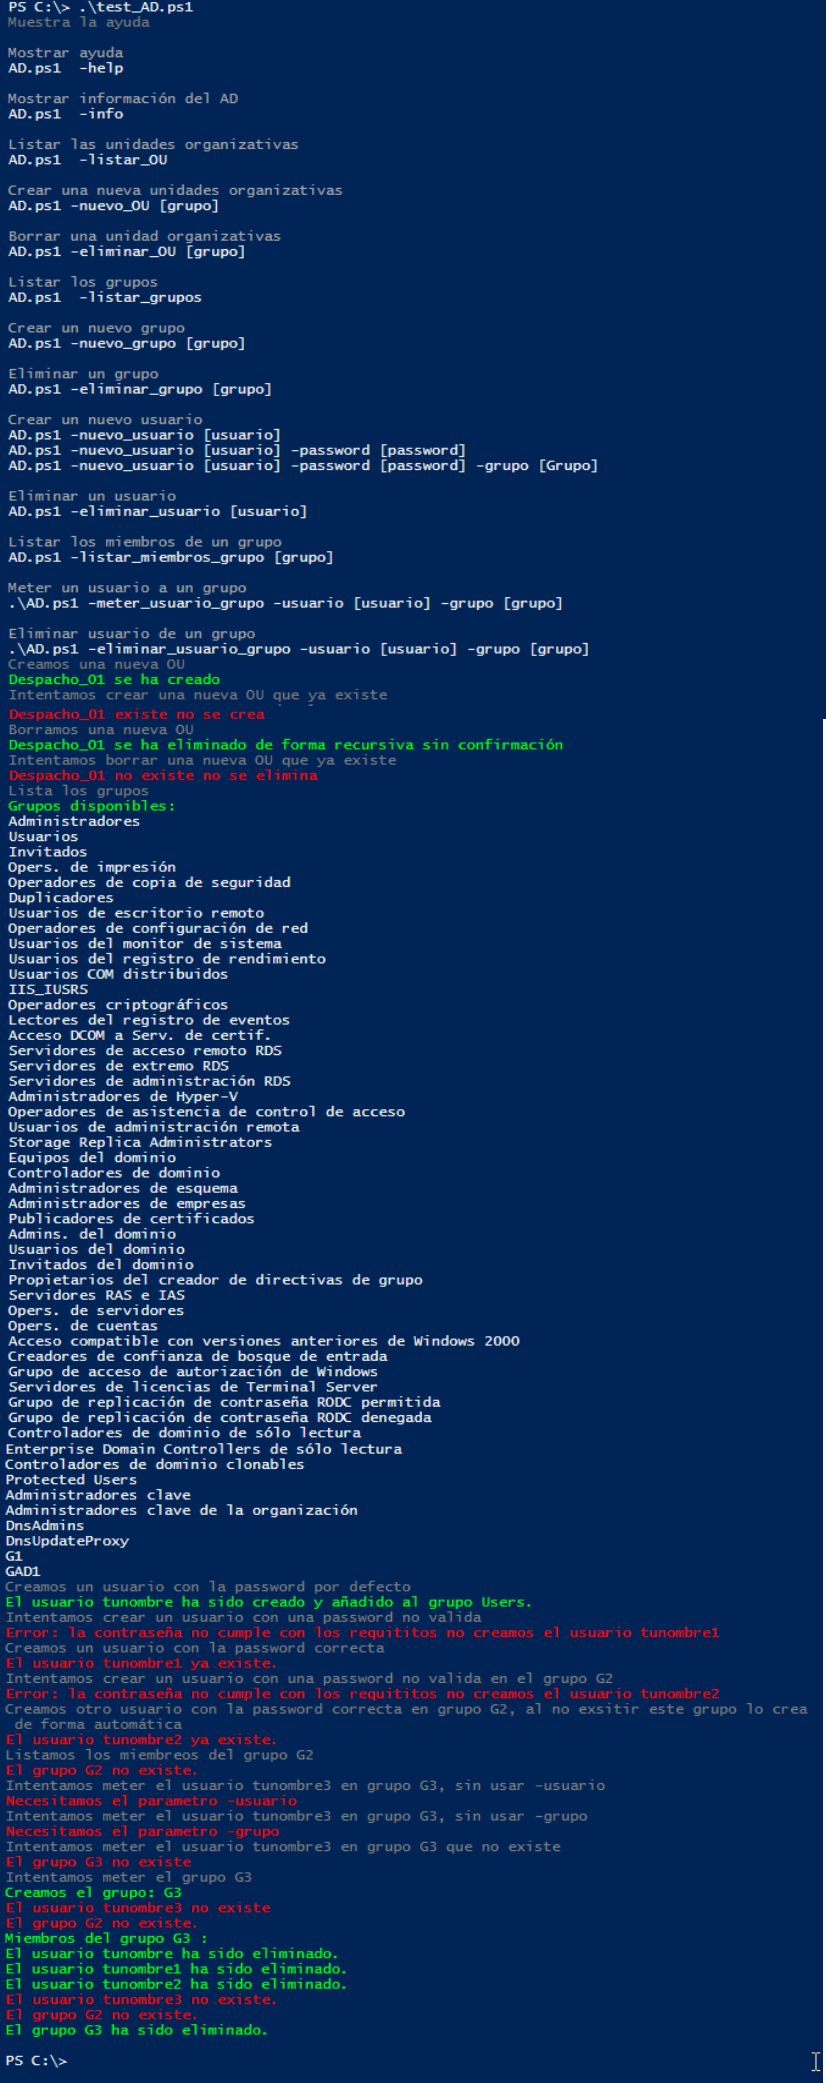 PS C:\> .\test_AD.ps1
Muestra la ayuda
Mostrar ayuda
AD.ps1  -help
Mostrar información del AD
AD.ps1  -info
Listar las unidades organizativas
AD.ps1  -listar_OU
Crear una nueva unidades organizativas
AD.ps1 -nuevo_OU [grupo]
Borrar una unidad organizativas
AD.ps1 -eliminar_OU [grupo]
Listar los grupos
AD.ps1  -listar_grupos
Crear un nuevo grupo
AD.ps1 -nuevo_grupo [grupo]
Eliminar un grupo
AD.ps1 -eliminar_grupo [grupo]
Crear un nuevo usuario
AD.ps1 -nuevo_usuario [usuario]
AD.ps1 -nuevo_usuario [usuario] -password [password]
AD.ps1 -nuevo_usuario [usuario] -password [password] -grupo [Grupo]
Eliminar un usuario
AD.ps1 -eliminar_usuario [usuario]
Listar los miembros de un grupo
AD.ps1 -listar_miembros_grupo [grupo]
Meter un usuario a un grupo
.\AD.ps1 -meter_usuario_grupo -usuario [usuario] -grupo [grupo]
Eliminar usuario de un grupo
.\AD.ps1 -eliminar_usuario_grupo -usuario [usuario] -grupo [grupo]
Creamos una nueva OU
Despacho_01 se ha creado
Intentamos crear una nueva OU que ya existe
Despacho_01 existe no se crea
Borramos una nueva OU
Despacho_01 se ha eliminado de forma recursiva sin confirmación
Intentamos borrar una nueva OU que ya existe
Despacho_01 no existe no se elimina
Lista los grupos
Grupos disponibles:
Administradores
Usuarios
Invitados
Opers. de impresión
Operadores de copia de seguridad
Duplicadores
Usuarios de escritorio remoto
Operadores de configuración de red
Usuarios del monitor de sistema
Usuarios del registro de rendimiento
Usuarios COM distribuidos
IIS_IUSRS
Operadores criptográficos
Lectores del registro de eventos
Acceso DCOM a Serv. de certif.
Servidores de acceso remoto RDS
Servidores de extremo RDS
Servidores de administración RDS
Administradores de Hyper-V
Operadores de asistencia de control de acceso
Usuarios de administración remota
Storage Replica Administrators
Equipos del dominio
Controladores de dominio
Administradores de esquema
Administradores de empresas
Publicadores de certificados
Admins. del dominio
Usuarios del dominio
Invitados del dominio
Propietarios del creador de directivas de grupo
Servidores RAS e IAS
Opers. de servidores
Opers. de cuentas
Acceso compatible con versiones anteriores de Windows 2000
Creadores de confianza de bosque de entrada
Grupo de acceso de autorización de Windows
Servidores de licencias de Terminal Server
Grupo de replicación de contraseña RODC permitida
Grupo de replicación de contraseña RODC denegada
Controladores de dominio de sólo lectura
Enterprise Domain Controllers de sólo lectura
Controladores de dominio clonables
Protected Users
Administradores clave
Administradores clave de la organización
DnsAdmins
DnsUpdateProxy
G1
GAD1
Creamos un usuario con la password por defecto
El usuario tunombre ha sido creado y añadido al grupo Users.
Intentamos crear un usuario con una password no valida
Error: la contraseña no cumple con los requititos no creamos el usuario tunombre1
Creamos un usuario con la password correcta
El usuario tunombre1 ya existe.
Intentamos crear un usuario con una password no valida en el grupo G2
Error: la contraseña no cumple con los requititos no creamos el usuario tunombre2
Creamos otro usuario con la password correcta en grupo G2, al no exsitir este grupo lo crea
de forma automática
El usuario tunombre2 ya existe.
Listamos los miembreos del grupo G2
El grupo G2 no existe.
Intentamos meter el usuario tunombre3 en grupo G3, sin usar -usuario
Necesitamos el parametro -usuario
Intentamos meter el usuario tunombre3 en grupo G3, sin usar -grupo
Necesitamos el parametro -grupo
Intentamos meter el usuario tunombre3 en grupo G3 que no existe
El grupo G3 no existe
Intentamos meter el grupo G3
Creamos el grupo: G3
El usuario tunombre3 no existe
El grupo G2 no existe.
Miembros del grupo G3 :
El usuario tunombre ha sido eliminado.
El usuario tunombre1 ha sido eliminado.
El usuario tunombre2 ha sido eliminado.
El usuario tunombre3 no existe.
El grupo G2 no existe.
El grupo G3 ha sido eliminado.
PS C:\>